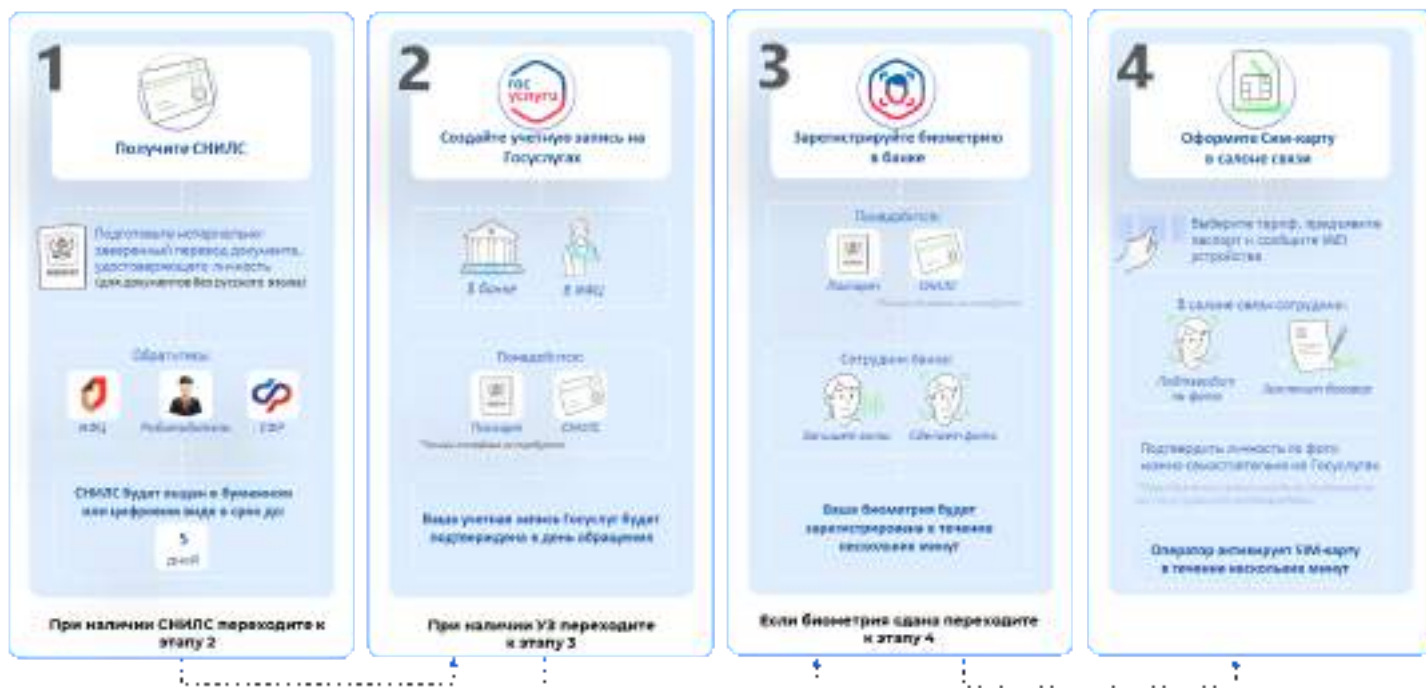 1
Получите СНИЛС
Подготовьте нотариально
заверенный перевод документа,
удостоверяющего личность
(для документов без русского языка)
Обратитесь:
МФЦ
Работодатель
СФР
СНИЛС будет выдан в бумажном
или цифровом виде в срок до:
5
дней
При наличии СНИЛС переходите к
этапу 2
2
гос
услуги
Создайте учетную запись на
Госуслугах
В банке
В МФЦ
Понадобятся:
Паспорт
СНИЛС
Ваша учетная запись Госуслуг будет
подтверждена в день обращения
При наличии УЗ переходите
к этапу 3
3
Зарегистрируйте биометрию
в банке
Понадобятся:
Паспорт
СНИЛС
Сотрудник банка:
Запишет голос
Сделает фото
Ваша биометрия будет
зарегистрирована в течение
нескольких минут
Если биометрия сдана переходите
к этапу 4
4
Оформите Сим-карту
в салоне связи
Выберите тариф, предъявите
паспорт и сообщите IMEI
устройства
В салоне связи сотрудник:
по фото
Заключит договор
Подтвердить личность по фото
можно самостоятельно на Госуслугах
Оператор активирует SIM-карту
в течение нескольких минут